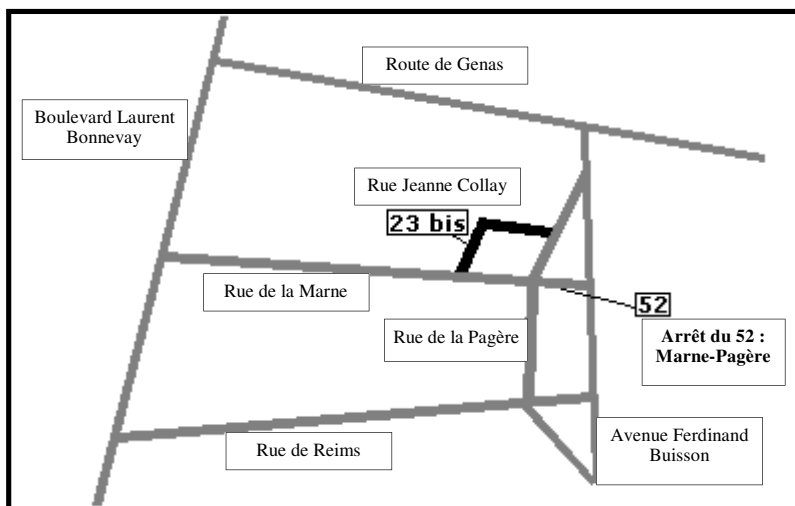 Route de Genas
Boulevard Laurent
Bonnevay
Rue Jeanne Collay
23 bis
Rue de la Marne
52
Rue de la Pagère
Arrêt du 52 :
Marne-Pagère
Rue de Reims
Avenue Ferdinand
Buisson